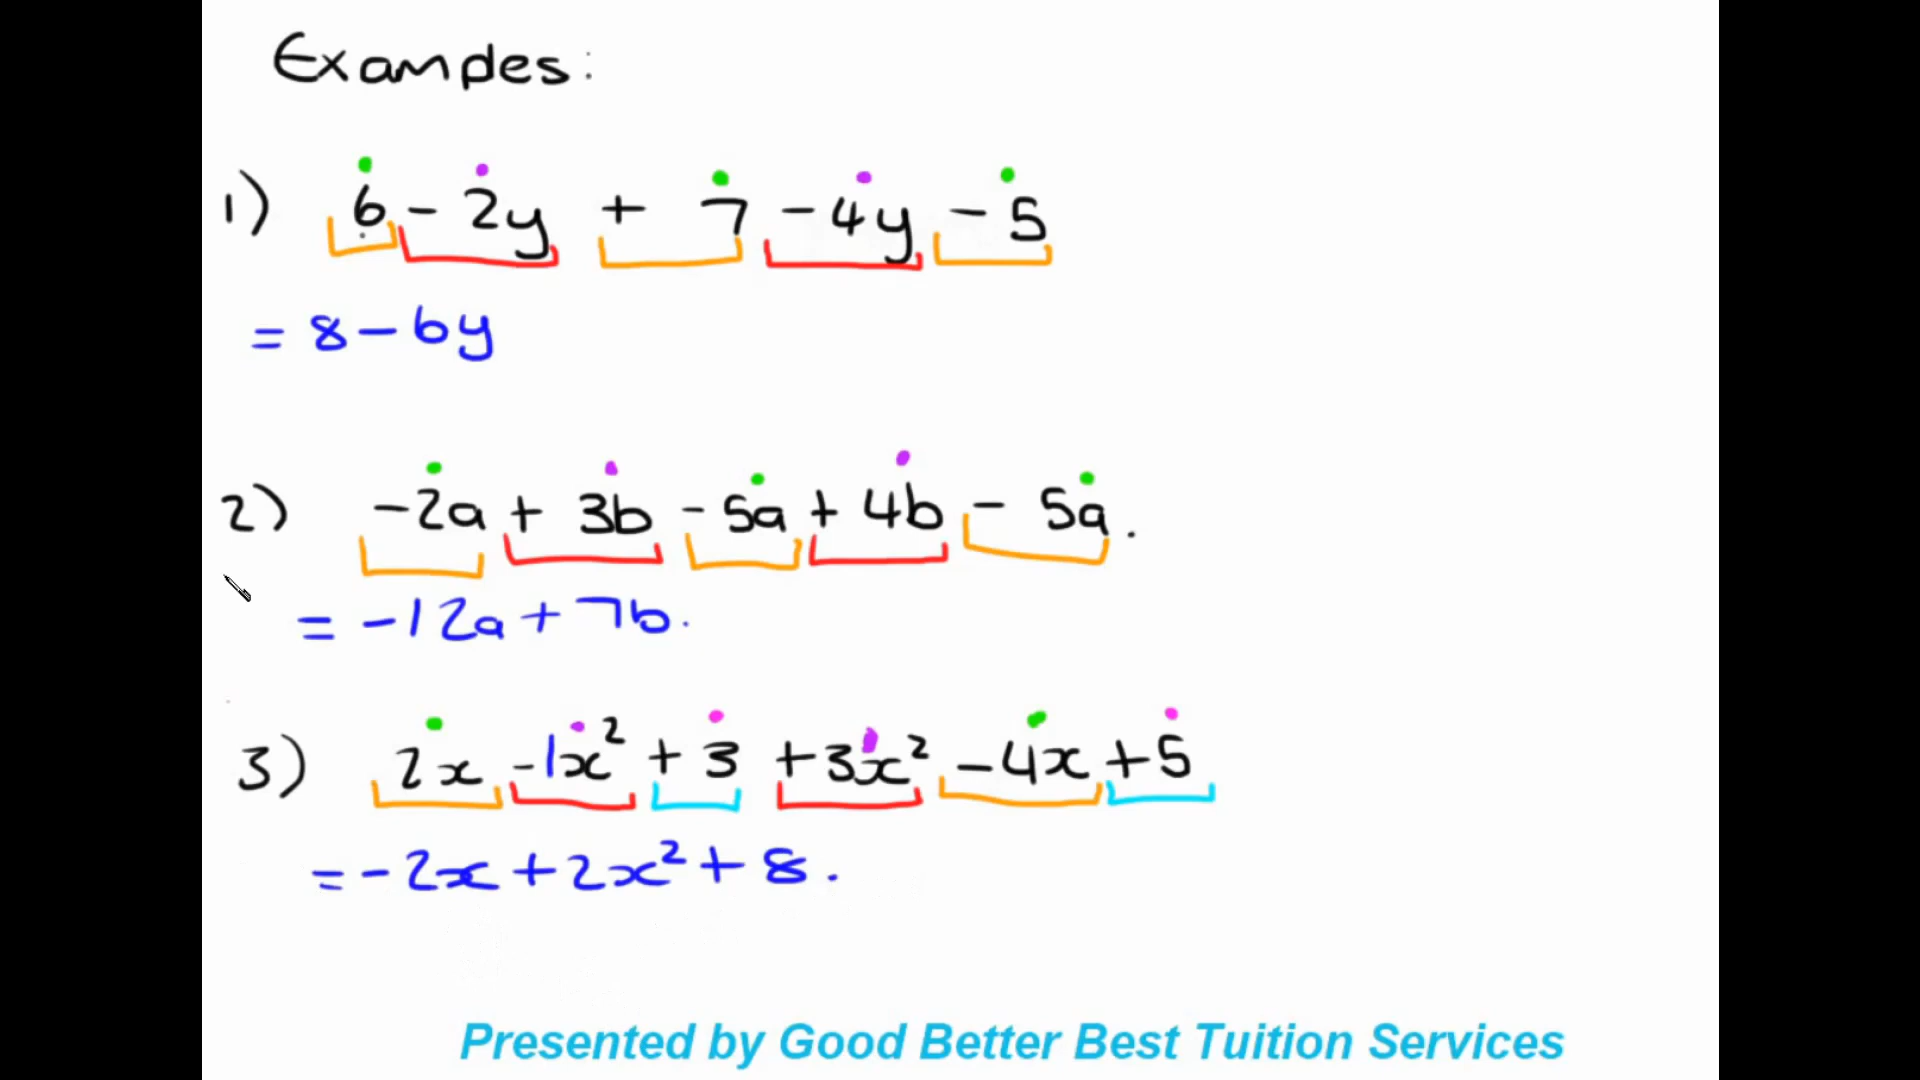 Examples:
1) 6 - 2y + 7 - 4y - 5
= 8 - 6y
2) -2a + 3b - 5a + 4b - 5a.
= -12a + 7b.
3) 2x - 1x² + 3 + 3x² - 4x + 5
= -2x + 2x² + 8.
Presented by Good Better Best Tuition Services